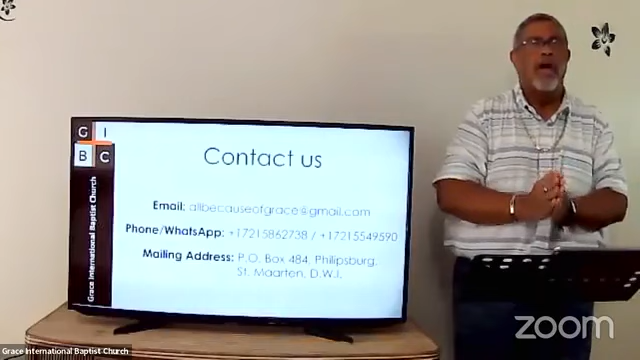 G I
B C
Grace International Baptist Church
Contact us
Email: allbecauseofgrace@gmail.com
Phone/WhatsApp: +17215862738 / +17215549590
Mailing Address: P.O. Box 484, Philipsburg,
St. Maarten, D.W.I.
Grace International Baptist Church
zoom